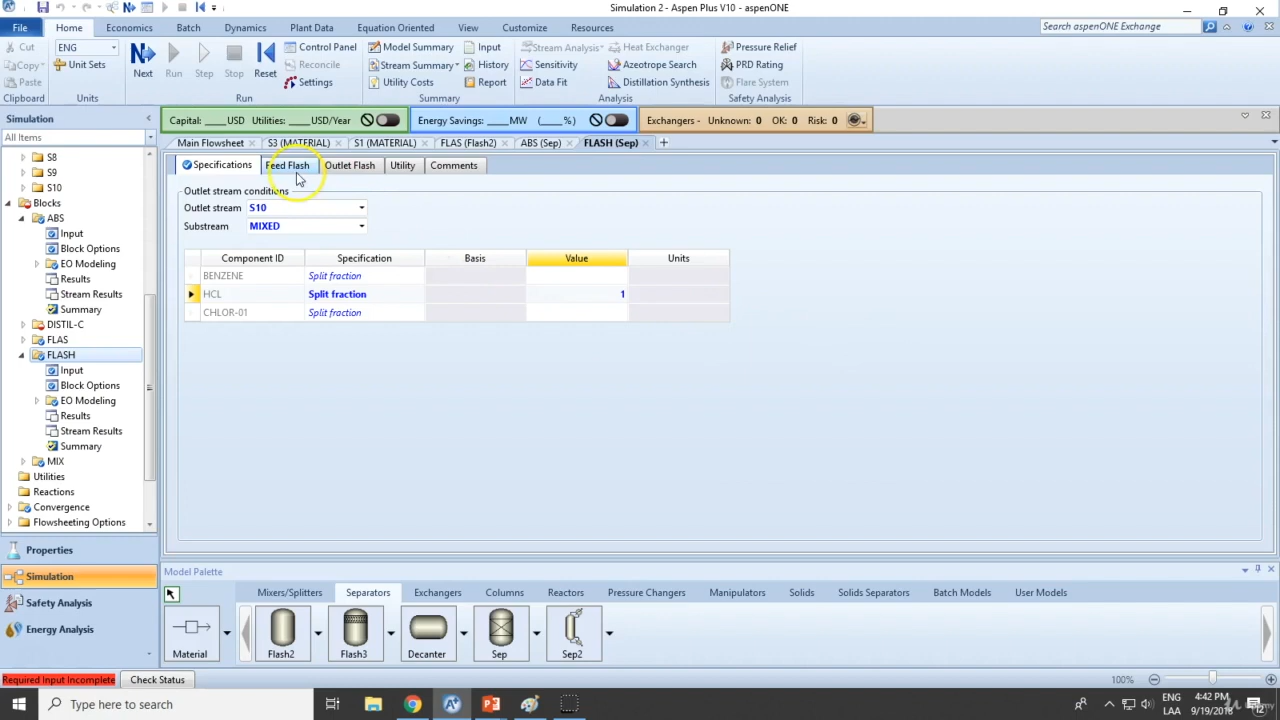 Simulation 2 - Aspen Plus V10 - aspenONE
File Home Economics Batch Dynamics Plant Data Equation Oriented View Customize Resources Search aspenONE Exchange
Cut ENG Control Panel Model Summary Input Stream Analysis Heat Exchanger Pressure Relief
Copy Unit Sets Next Run Step Stop Reset Reconcile Stream Summary History Sensitivity Azeotrope Search PRD Rating
Paste Settings Utility Costs Report Data Fit Distillation Synthesis Flare System
Clipboard Units Run Summary Analysis Safety Analysis
Simulation Capital: ____USD Utilities: ____USD/Year Energy Savings: ____MW (____%) Exchangers - Unknown: 0 OK: 0 Risk: 0
All Items Main Flowsheet S3 (MATERIAL) S1 (MATERIAL) FLAS (Flash2) ABS (Sep) FLASH (Sep)
Specifications Feed Flash Outlet Flash Utility Comments
Outlet stream conditions
Outlet stream S10
Substream MIXED
Component ID Specification Basis Value Units
BENZENE Split fraction
HCL Split fraction 1
CHLOR-01 Split fraction
S8
S9
S10
Blocks
ABS
Input
Block Options
EO Modeling
Results
Stream Results
Summary
DISTIL-C
FLAS
FLASH
Input
Block Options
EO Modeling
Results
Stream Results
Summary
MIX
Utilities
Reactions
Convergence
Flowsheeting Options
Properties
Simulation
Safety Analysis
Energy Analysis
Model Palette
Mixers/Splitters Separators Exchangers Columns Reactors Pressure Changers Manipulators Solids Solids Separators Batch Models User Models
Material Flash2 Flash3 Decanter Sep Sep2
Required Input Incomplete Check Status 100%
Type here to search ENG 4:42 PM
LAA